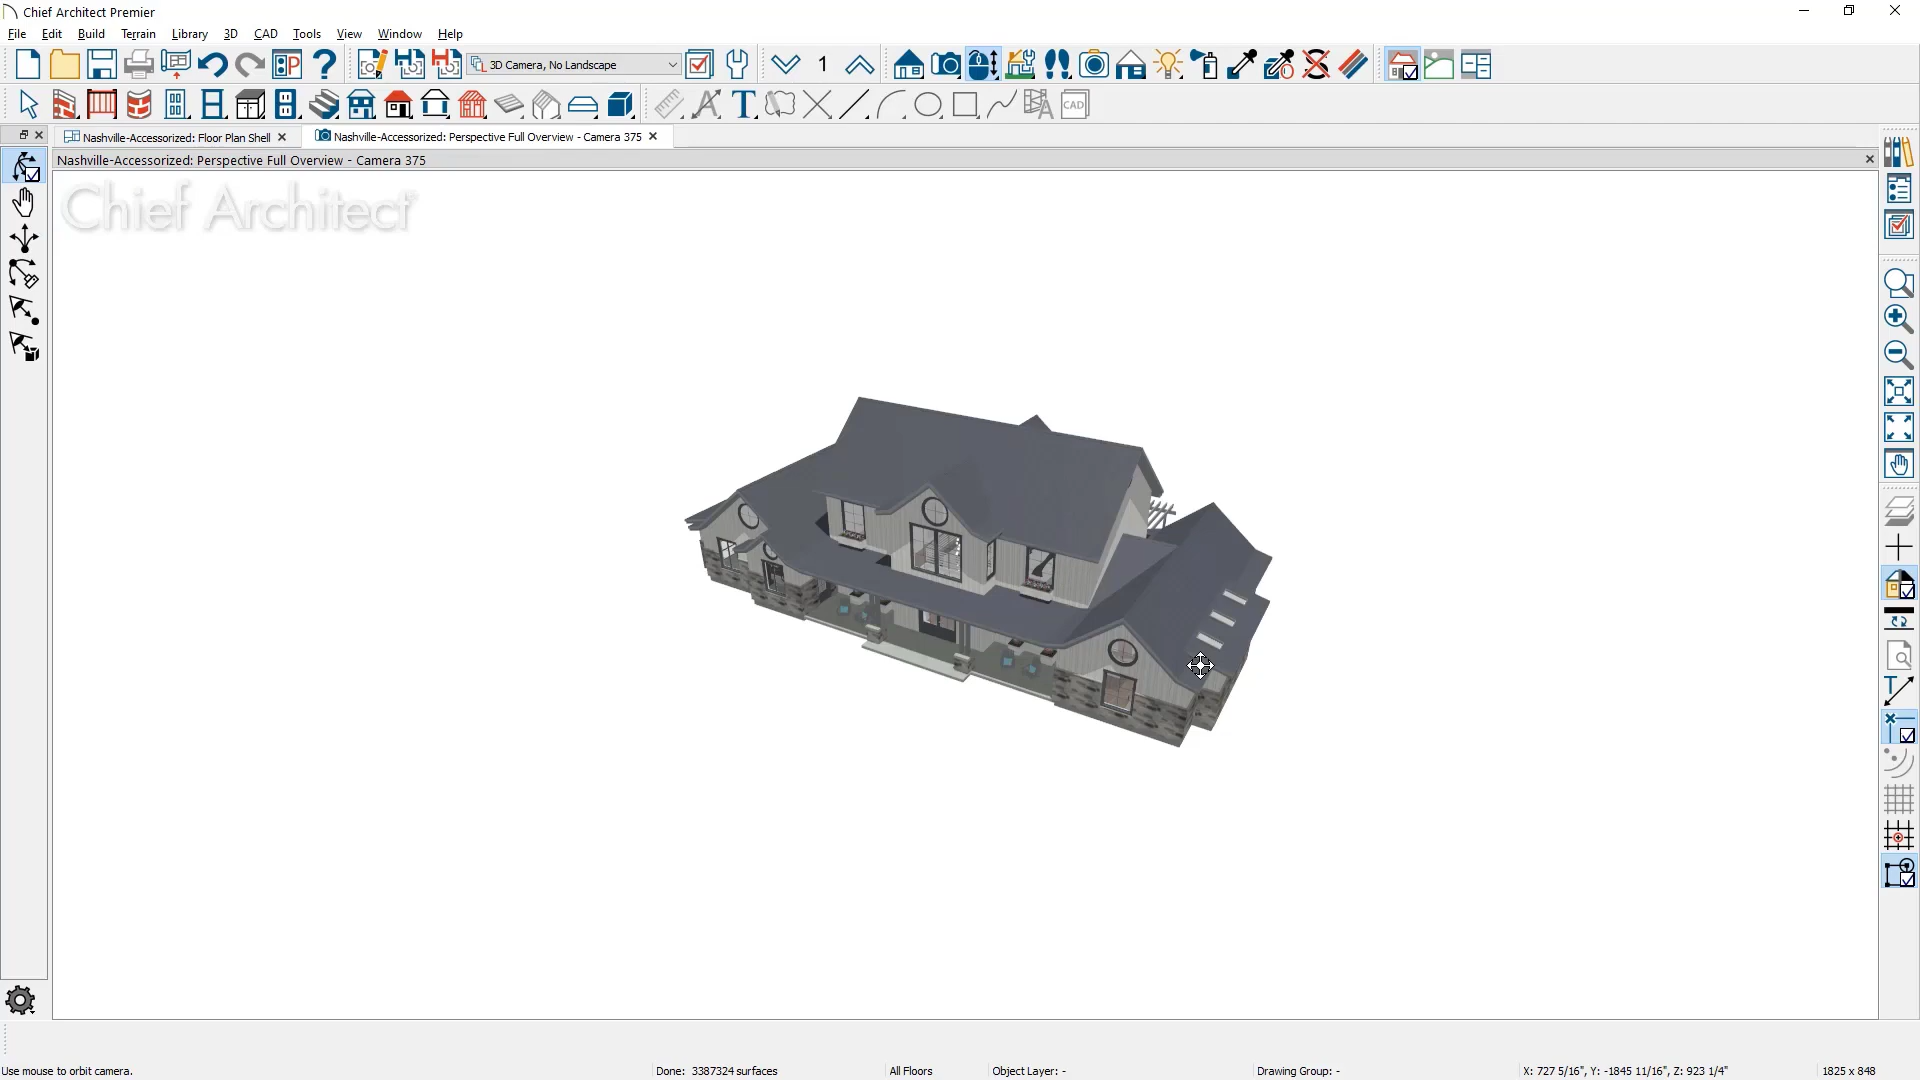 Chief Architect Premier
File Edit Build Terrain Library 3D CAD Tools View Window Help
3D Camera, No Landscape
1
CAD
Nashville-Accessorized: Floor Plan Shell
Nashville-Accessorized: Perspective Full Overview - Camera 375
Nashville-Accessorized: Perspective Full Overview - Camera 375
Chief Architect
Use mouse to orbit camera.
Done: 3387324 surfaces
All Floors
Object Layer: -
Drawing Group: -
X: 727 5/16", Y: -1845 11/16", Z: 923 1/4"
1825 x 848